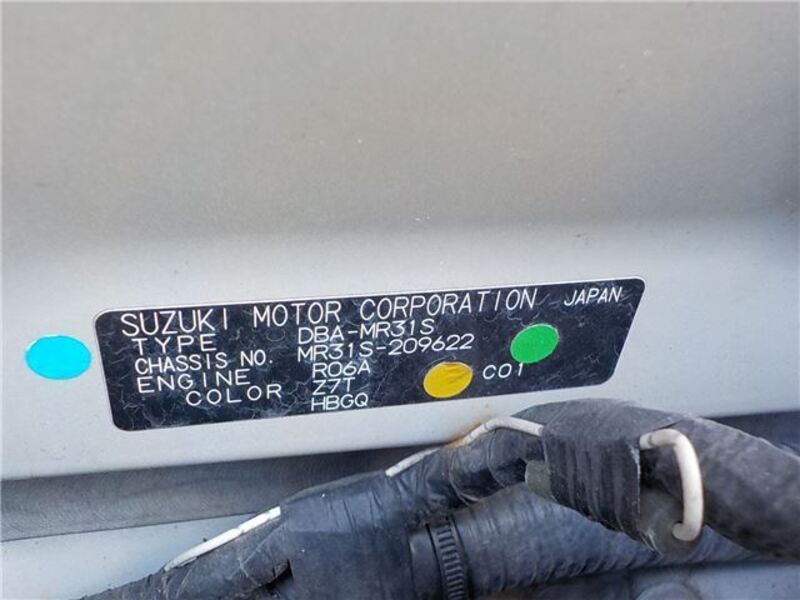 SUZUKI MOTOR CORPORATION JAPAN
TYPE DBA-MR31S
CHASSIS NO. MR31S-209622
ENGINE R06A
COLOR Z7T C01
HBGQ